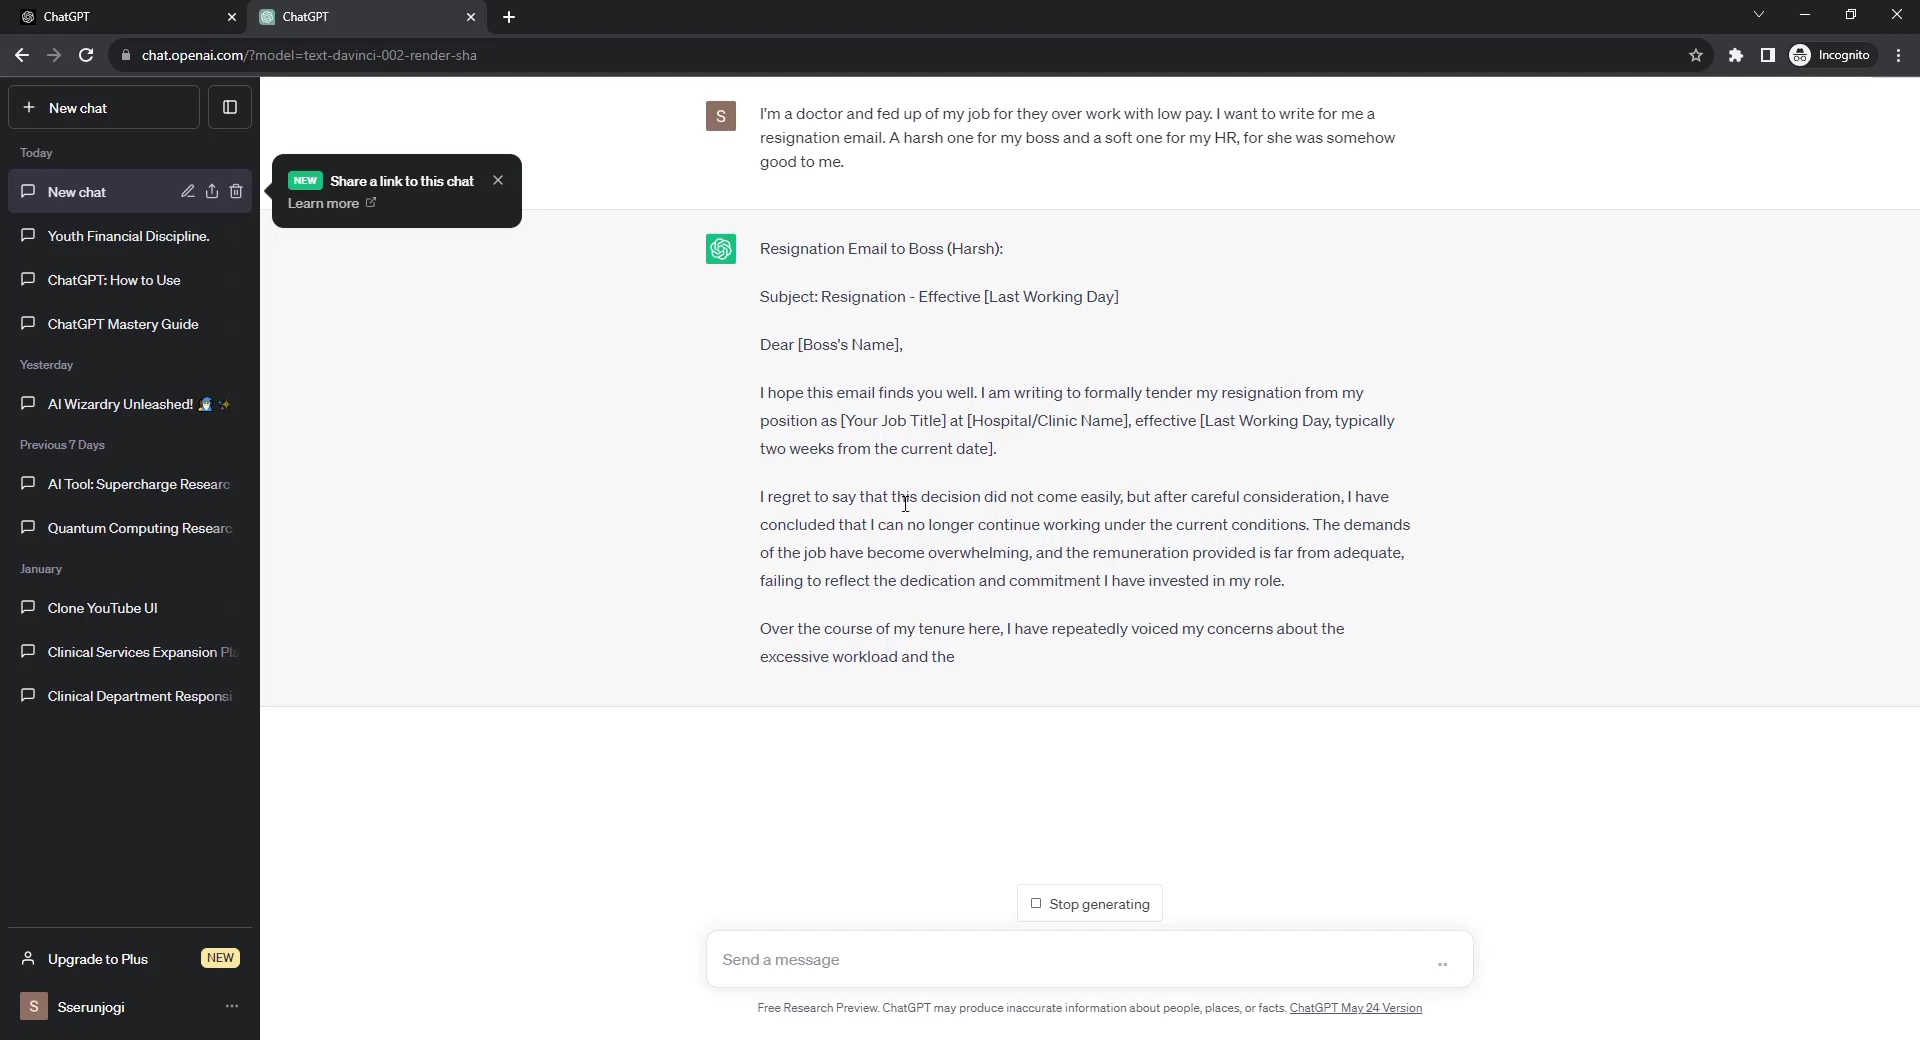 ChatGPT
ChatGPT
chat.openai.com/?model=text-davinci-002-render-sha
Incognito
New chat
Today
New chat
Youth Financial Discipline.
ChatGPT: How to Use
ChatGPT Mastery Guide
Yesterday
AI Wizardry Unleashed!
Previous 7 Days
AI Tool: Supercharge Researc
Quantum Computing Researc
January
Clone YouTube UI
Clinical Services Expansion Pla
Clinical Department Responsi
Upgrade to Plus NEW
S Sserunjogi
NEW Share a link to this chat
Learn more
S
I'm a doctor and fed up of my job for they over work with low pay. I want to write for me a
resignation email. A harsh one for my boss and a soft one for my HR, for she was somehow
good to me.
Resignation Email to Boss (Harsh):
Subject: Resignation - Effective [Last Working Day]
Dear [Boss's Name],
I hope this email finds you well. I am writing to formally tender my resignation from my
position as [Your Job Title] at [Hospital/Clinic Name], effective [Last Working Day, typically
two weeks from the current date].
I regret to say that this decision did not come easily, but after careful consideration, I have
concluded that I can no longer continue working under the current conditions. The demands
of the job have become overwhelming, and the remuneration provided is far from adequate,
failing to reflect the dedication and commitment I have invested in my role.
Over the course of my tenure here, I have repeatedly voiced my concerns about the
excessive workload and the
Stop generating
Send a message
Free Research Preview. ChatGPT may produce inaccurate information about people, places, or facts. ChatGPT May 24 Version